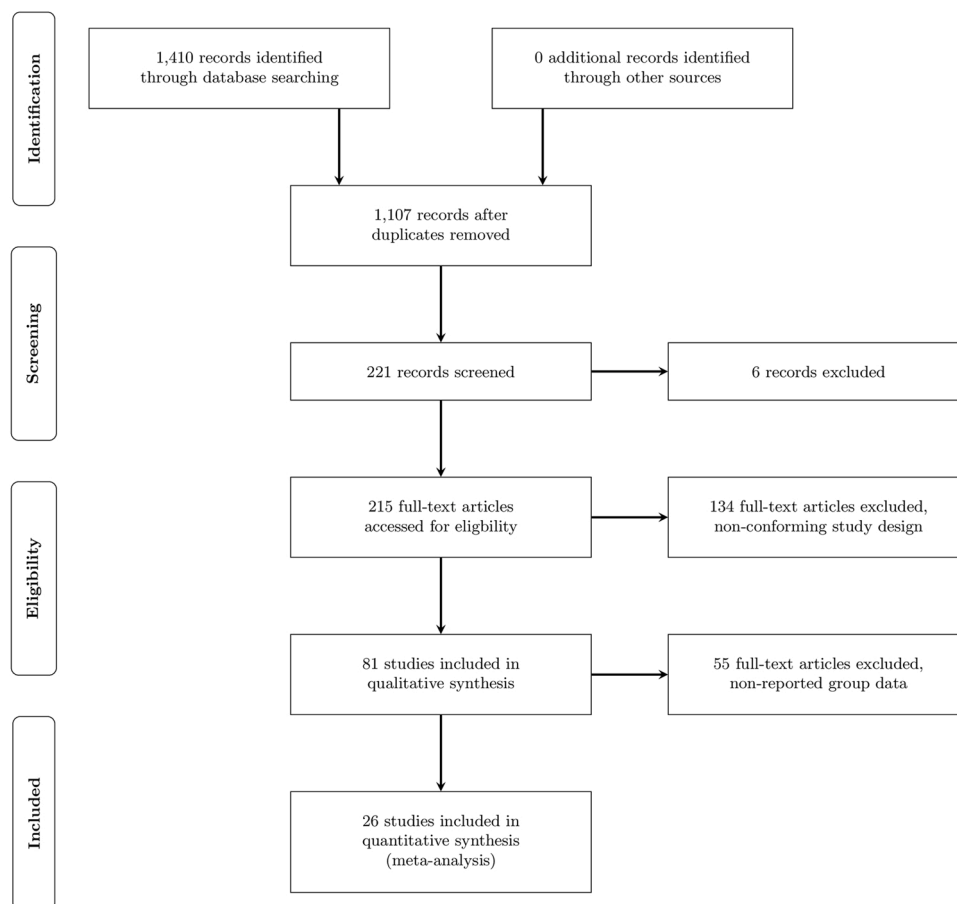 Identification
1,410 records identified
through database searching
0 additional records identified
through other sources
1,107 records after
duplicates removed
Screening
221 records screened
6 records excluded
Eligibility
215 full-text articles
accessed for eligbility
134 full-text articles excluded,
non-conforming study design
81 studies included in
qualitative synthesis
55 full-text articles excluded,
non-reported group data
Included
26 studies included in
quantitative synthesis
(meta-analysis)